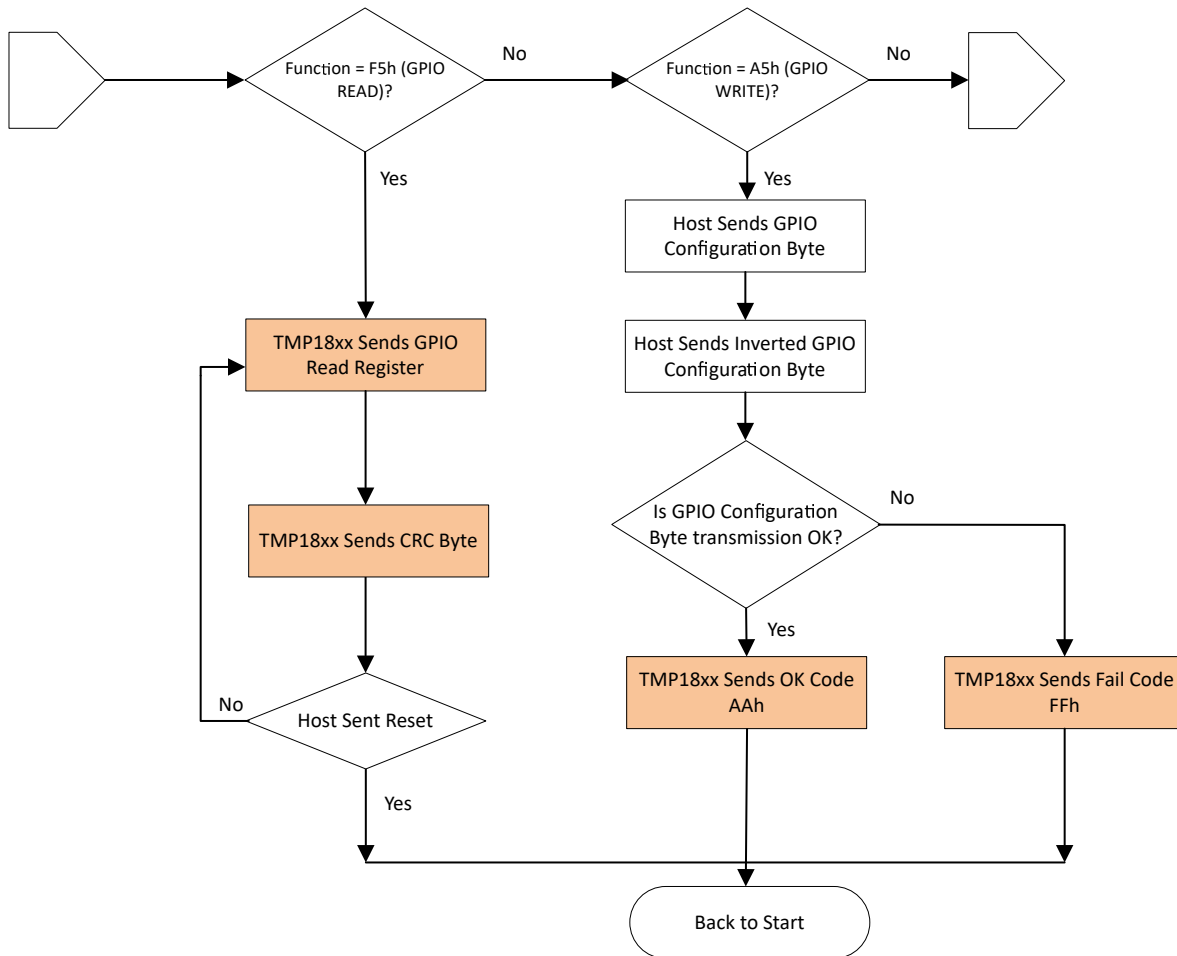 Function = F5h (GPIO
READ)?
No
Function = A5h (GPIO
WRITE)?
No
Yes
Yes
Host Sends GPIO
Configuration Byte
TMP18xx Sends GPIO
Read Register
Host Sends Inverted GPIO
Configuration Byte
TMP18xx Sends CRC Byte
Is GPIO Configuration
Byte transmission OK?
No
Yes
TMP18xx Sends OK Code
AAh
TMP18xx Sends Fail Code
FFh
No
Host Sent Reset
Yes
Back to Start